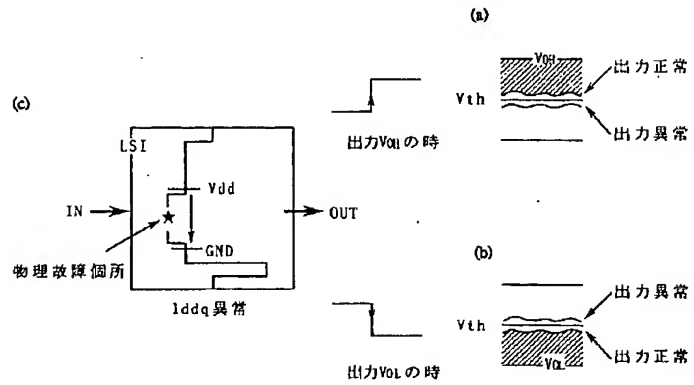 (a)
VOH
出力正常
Vth
出力異常
出力VOHの時
(c)
LSI
Vdd
IN
OUT
GND
物理故障個所
Iddq異常
(b)
出力異常
Vth
出力正常
VOL
出力VOLの時